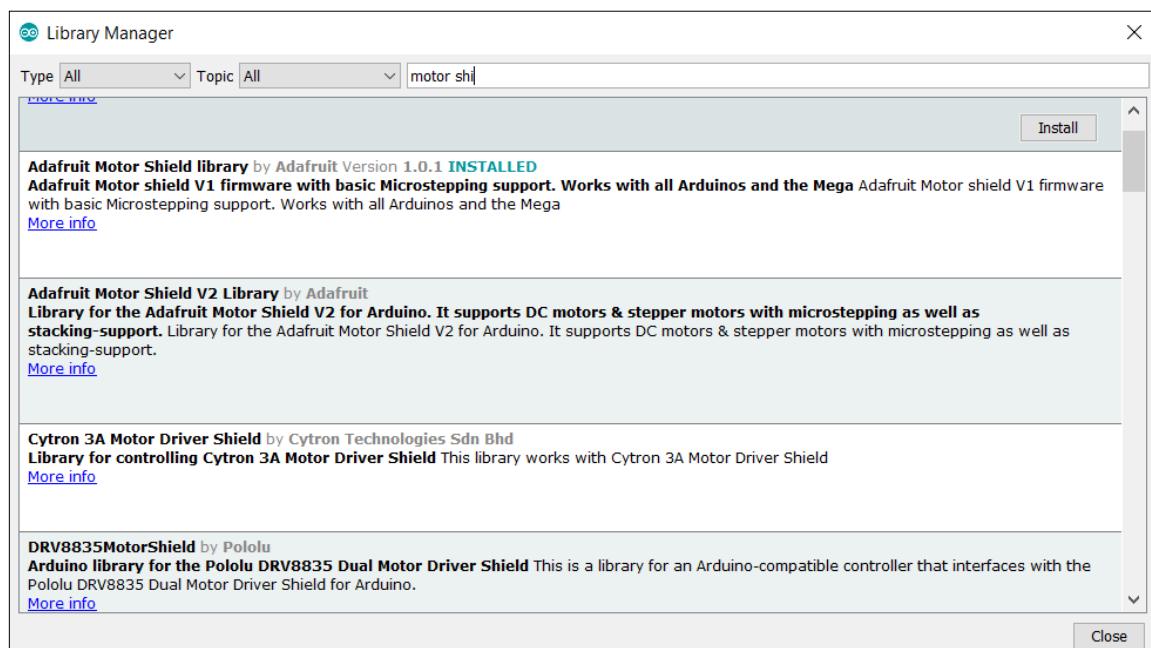 Library Manager
Type All Topic All motor shi
More info
Install
Adafruit Motor Shield library by Adafruit Version 1.0.1 INSTALLED
Adafruit Motor shield V1 firmware with basic Microstepping support. Works with all Arduinos and the Mega Adafruit Motor shield V1 firmware
with basic Microstepping support. Works with all Arduinos and the Mega
More info
Adafruit Motor Shield V2 Library by Adafruit
Library for the Adafruit Motor Shield V2 for Arduino. It supports DC motors & stepper motors with microstepping as well as
stacking-support. Library for the Adafruit Motor Shield V2 for Arduino. It supports DC motors & stepper motors with microstepping as well as
stacking-support.
More info
Cytron 3A Motor Driver Shield by Cytron Technologies Sdn Bhd
Library for controlling Cytron 3A Motor Driver Shield This library works with Cytron 3A Motor Driver Shield
More info
DRV8835MotorShield by Pololu
Arduino library for the Pololu DRV8835 Dual Motor Driver Shield This is a library for an Arduino-compatible controller that interfaces with the
Pololu DRV8835 Dual Motor Driver Shield for Arduino.
More info
Close